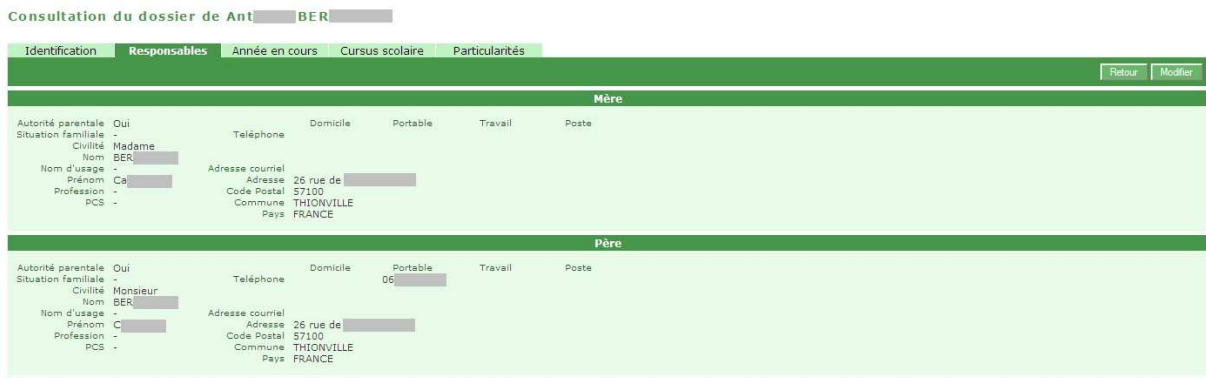 Consultation du dossier de Ant BER
Identification Responsables Année en cours Cursus scolaire Particularités
Retour Modifier
Mère
Autorité parentale Oui Domicile Portable Travail Poste
Situation familiale - Teléphone
Civilité Madame
Nom BER
Nom d'usage - Adresse courriel
Prénom Ca Adresse 26 rue de
Profession - Code Postal 57100
PCS - Commune THIONVILLE
Pays FRANCE
Père
Autorité parentale Oui Domicile Portable Travail Poste
Situation familiale - Teléphone 06
Civilité Monsieur
Nom BER
Nom d'usage - Adresse courriel
Prénom C Adresse 26 rue de
Profession - Code Postal 57100
PCS - Commune THIONVILLE
Pays FRANCE